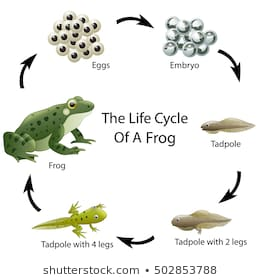 Eggs
Embryo
The Life Cycle
Of A Frog
Tadpole
Frog
Tadpole with 4 legs
Tadpole with 2 legs
shutterstock.com • 502853788